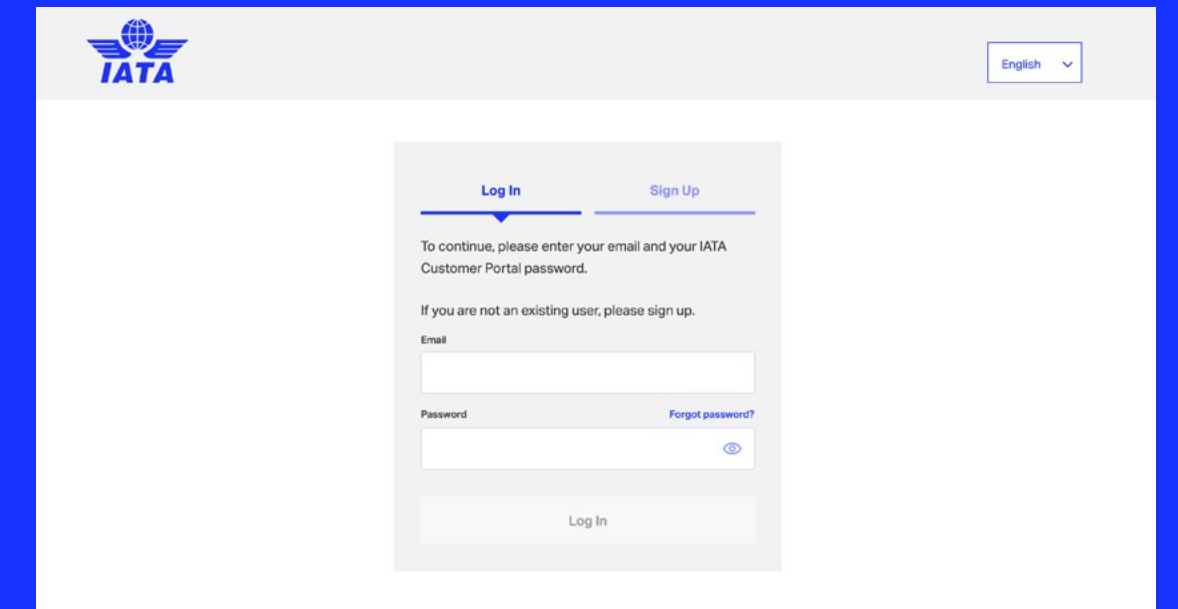 IATA
English
Log In
Sign Up
To continue, please enter your email and your IATA
Customer Portal password.
If you are not an existing user, please sign up.
Email
Password
Forgot password?
Log In